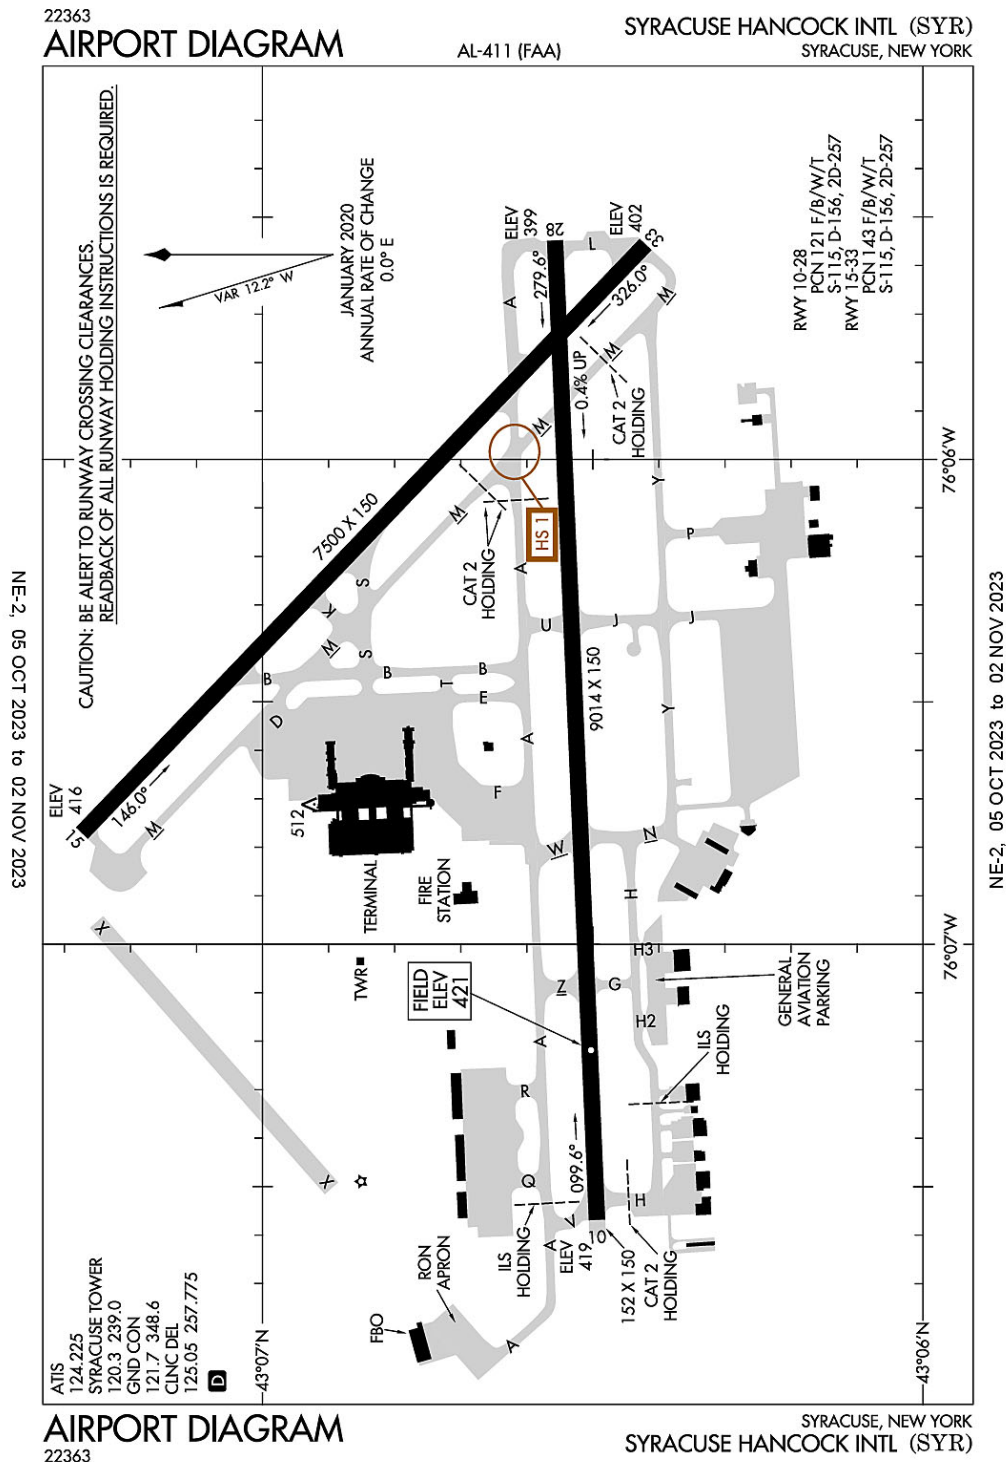 22363
AIRPORT DIAGRAM
AL-411 (FAA)
SYRACUSE HANCOCK INTL (SYR)
SYRACUSE, NEW YORK
CAUTION: BE ALERT TO RUNWAY CROSSING CLEARANCES.
READBACK OF ALL RUNWAY HOLDING INSTRUCTIONS IS REQUIRED.
VAR 12.2° W
JANUARY 2020
ANNUAL RATE OF CHANGE
0.0° E
RWY 10-28
PCN 121 F/B/W/T
S-115, D-156, 2D-257
RWY 15-33
PCN 143 F/B/W/T
S-115, D-156, 2D-257
ELEV
399
28
ELEV
402
33
L
A
279.6°
326.0°
M
M
0.4% UP
CAT 2
HOLDING
M
76°06'W
HS 1
M
CAT 2
HOLDING
7500 X 150
Y
P
A
S
K
M
S
U
J
J
B
B
B
T
E
9014 X 150
D
A
Y
F
ELEV
416
15
146.0°
M
512
TERMINAL
FIRE
STATION
W
N
H
X
TWR
FIELD
ELEV
421
Z
G
H3
H2
76°07'W
GENERAL
AVIATION
PARKING
ILS
HOLDING
A
R
Q
X
099.6°
H
V
A
ILS
HOLDING
ELEV
419
10
152 X 150
CAT 2
HOLDING
RON
APRON
FBO
A
ATIS
124.225
SYRACUSE TOWER
120.3 239.0
GND CON
121.7 348.6
CLNC DEL
125.05 257.775
D
43°07'N
43°06'N
NE-2, 05 OCT 2023 to 02 NOV 2023
NE-2, 05 OCT 2023 to 02 NOV 2023
AIRPORT DIAGRAM
22363
SYRACUSE, NEW YORK
SYRACUSE HANCOCK INTL (SYR)